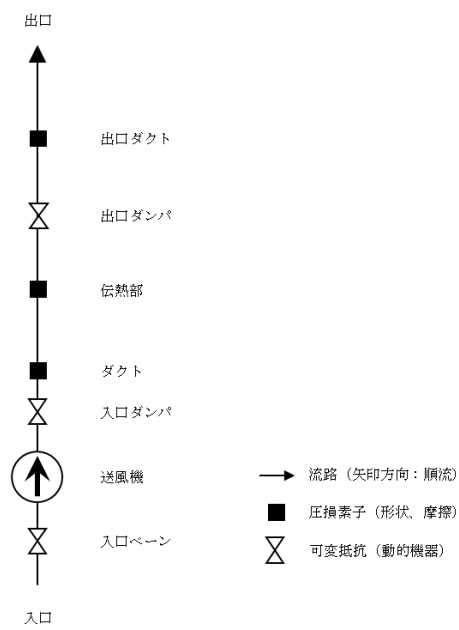 出口
出口ダクト
出口ダンパ
伝熱部
ダクト
入口ダンパ
送風機
入口ベーン
入口
流路（矢印方向：順流）
圧損素子（形状、摩擦）
可変抵抗（動的機器）